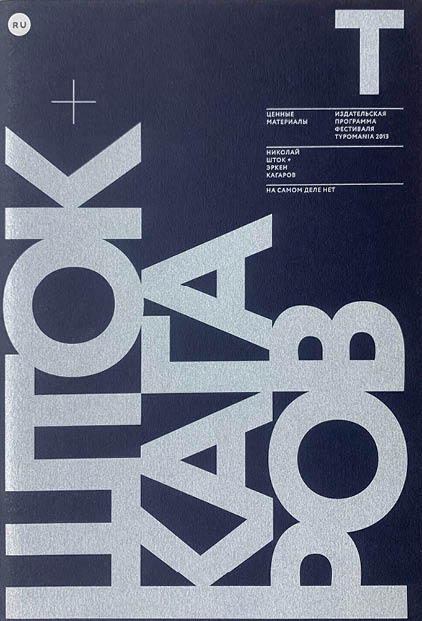 RU
Т
ЦЕННЫЕ
МАТЕРИАЛЫ
ИЗДАТЕЛЬСКАЯ
ПРОГРАММА
ФЕСТИВАЛЯ
TYPOMANIA 2013
НИКОЛАЙ
ШТОК +
ЭРКЕН
КАГАРОВ
НА САМОМ ДЕЛЕ НЕТ
ШТОК+
КАГА
РОВ